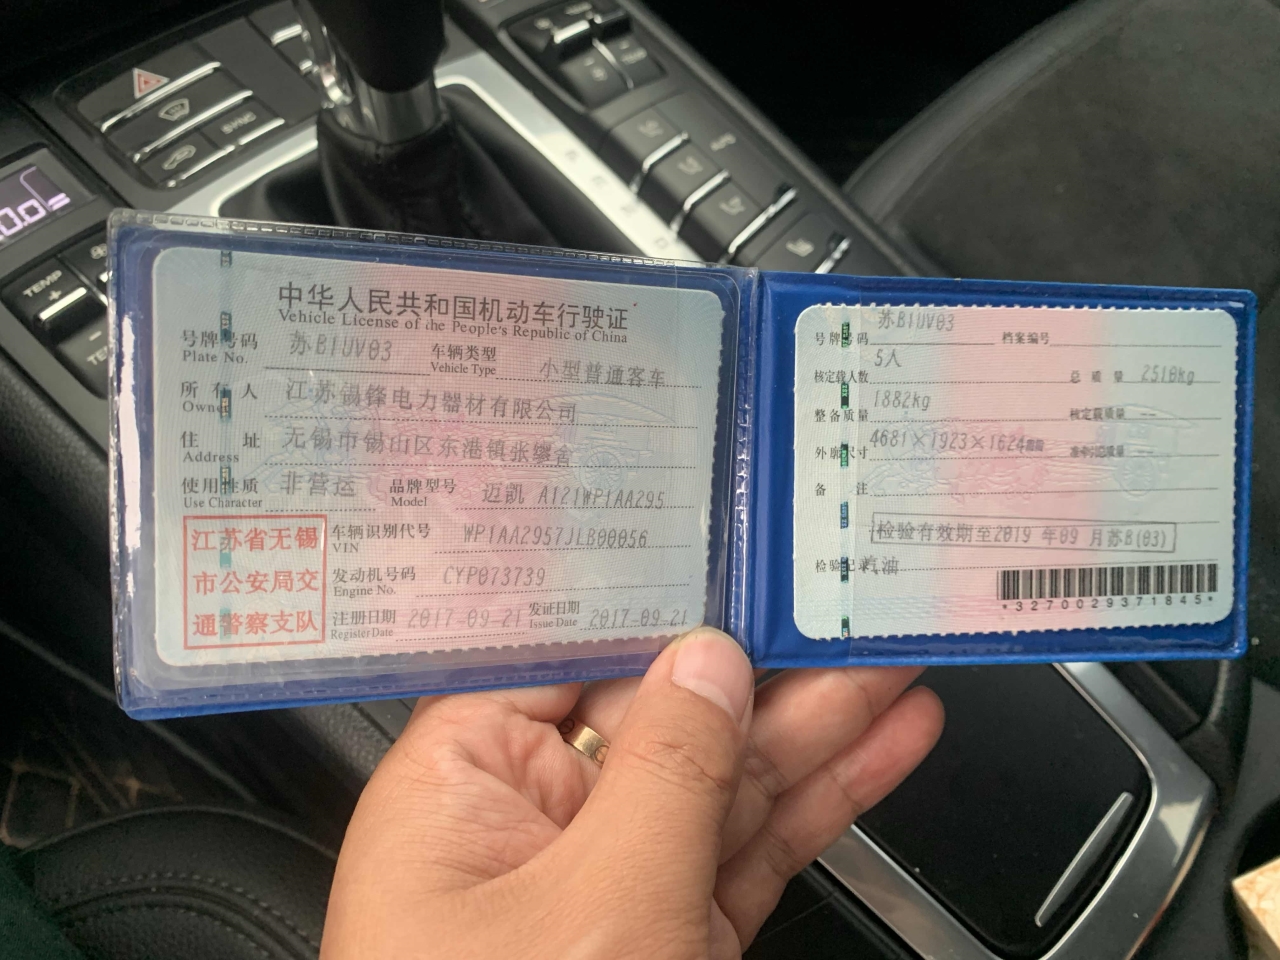 SYNC
TEMP
中华人民共和国机动车行驶证
Vehicle License of the People's Republic of China
号牌号码 苏B1UV03 车辆类型 小型普通客车
Plate No. Vehicle Type
所有人 江苏锡锋电力器材有限公司
Owner
住址 无锡市锡山区东港镇张缪舍
Address
使用性质 非营运 品牌型号 迈凯 A121WP1AA295
Use Character Model
江苏省无锡
市公安局交
通警察支队
车辆识别代号 WP1AA2957JLB00056
VIN
发动机号码 CYP073739
Engine No.
注册日期 2017-09-21 发证日期 2017-09-21
Register Date Issue Date
号牌号码 苏B1UV03 档案编号
核定载人数 5人 总质量 2510kg
整备质量 1882kg 核定载质量 --
外廓尺寸 4681×1923×1624mm --
备注
检验有效期至2019年09月苏B(03)
检验记录 汽油
*3270029371845*